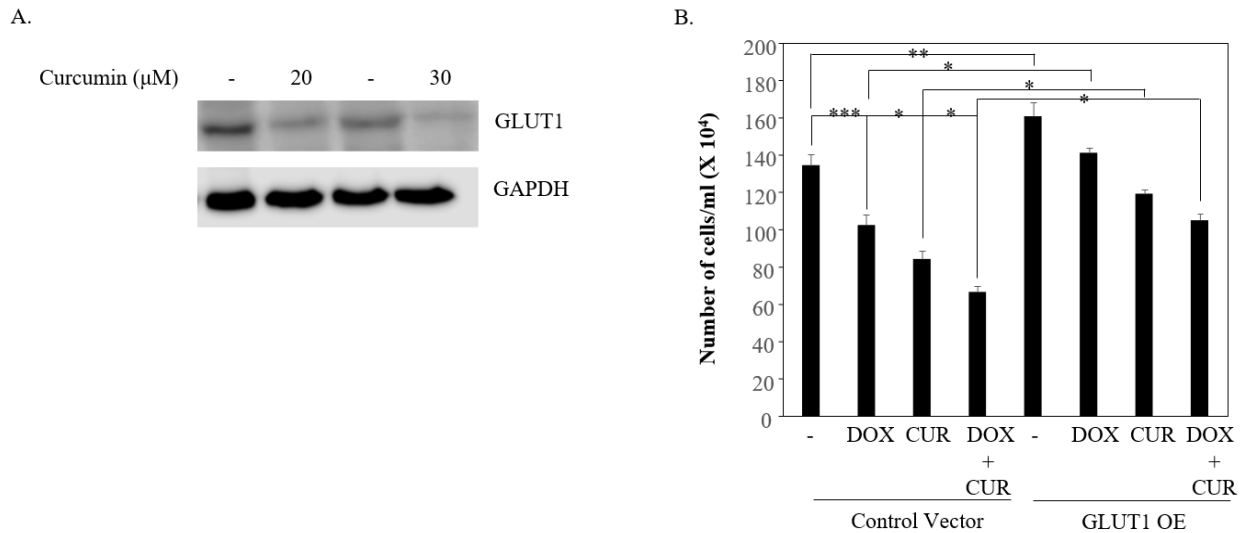 A.
Curcumin (μM) - 20 - 30
GLUT1
GAPDH
B.
Number of cells/ml (X 10⁴)
200
180
160
140
120
100
80
60
40
20
0
**
*
*
*
*** * *
- DOX CUR DOX - DOX CUR DOX
+ +
CUR CUR
Control Vector GLUT1 OE